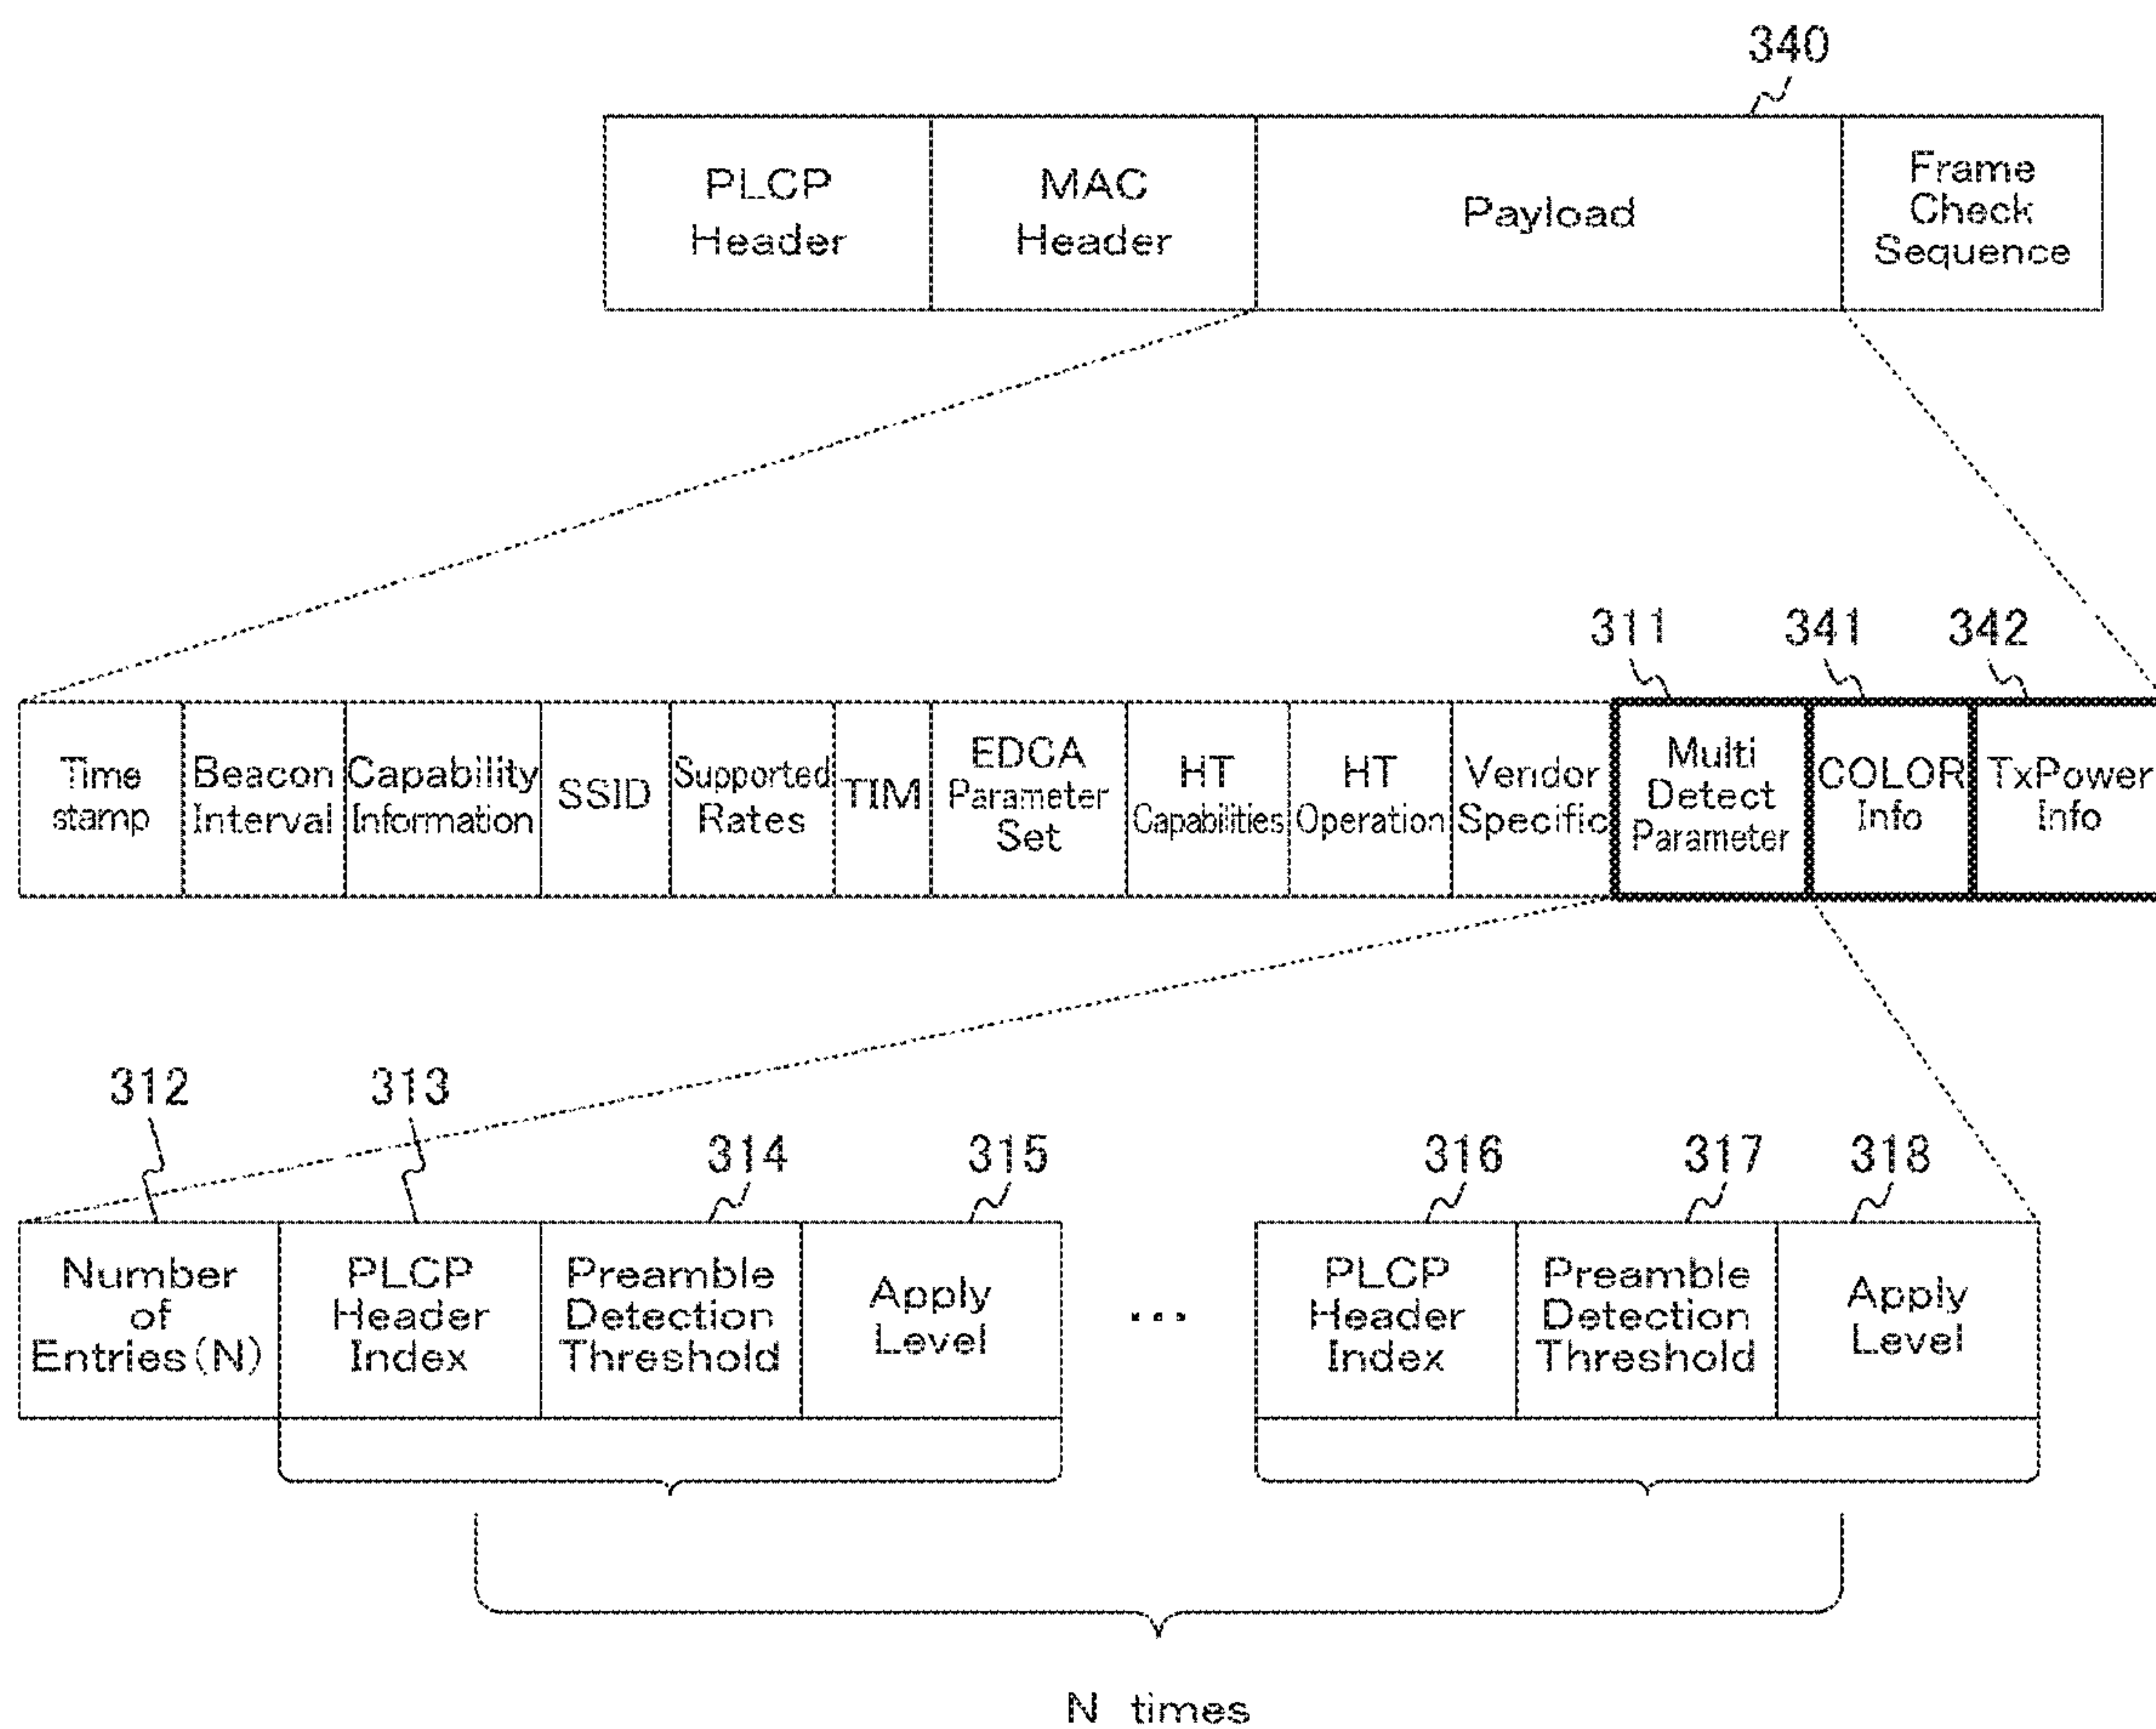 340
PLCP
Header
MAC
Header
Payload
Frame
Check
Sequence
311
341
342
Time
stamp
Beacon
Interval
Capability
Information
SSID
Supported
Rates
TIM
EDCA
Parameter
Set
HT
Capabilities
HT
Operation
Vendor
Specific
Multi
Detect
Parameter
COLOR
Info
TxPower
Info
312
313
314
315
316
317
318
Number
of
Entries(N)
PLCP
Header
Index
Preamble
Detection
Threshold
Apply
Level
...
PLCP
Header
Index
Preamble
Detection
Threshold
Apply
Level
N times